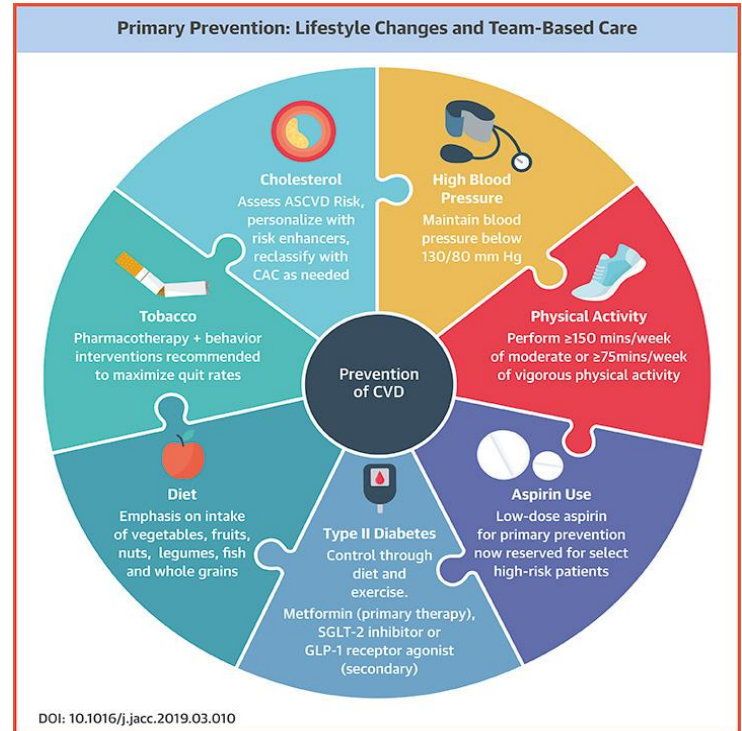 Primary Prevention: Lifestyle Changes and Team-Based Care
Cholesterol
Assess ASCVD Risk,
personalize with
risk enhancers,
reclassify with
CAC as needed
High Blood
Pressure
Maintain blood
pressure below
130/80 mm Hg
Physical Activity
Perform ≥150 mins/week
of moderate or ≥75mins/week
of vigorous physical activity
Aspirin Use
Low-dose aspirin
for primary prevention
now reserved for select
high-risk patients
Type II Diabetes
Control through
diet and
exercise.
Metformin (primary therapy),
SGLT-2 inhibitor or
GLP-1 receptor agonist
(secondary)
Diet
Emphasis on intake
of vegetables, fruits,
nuts, legumes, fish
and whole grains
Tobacco
Pharmacotherapy + behavior
interventions recommended
to maximize quit rates
Prevention
of CVD
DOI: 10.1016/j.jacc.2019.03.010